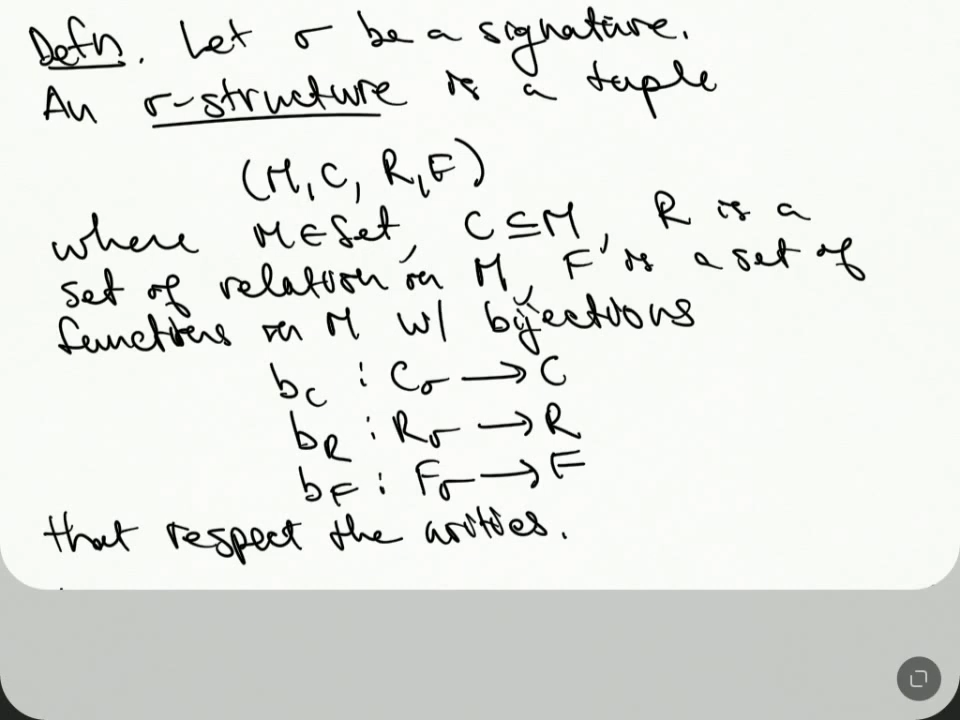 Defn. Let σ be a signature.
An σ-structure is a tuple
(M, C, R, F)
where M ∈ Set, C ⊆ M, R is a
set of relation on M, F is a set of
functions on M w/ bijections
b_C : C_σ → C
b_R : R_σ → R
b_F : F_σ → F
that respect the arities.